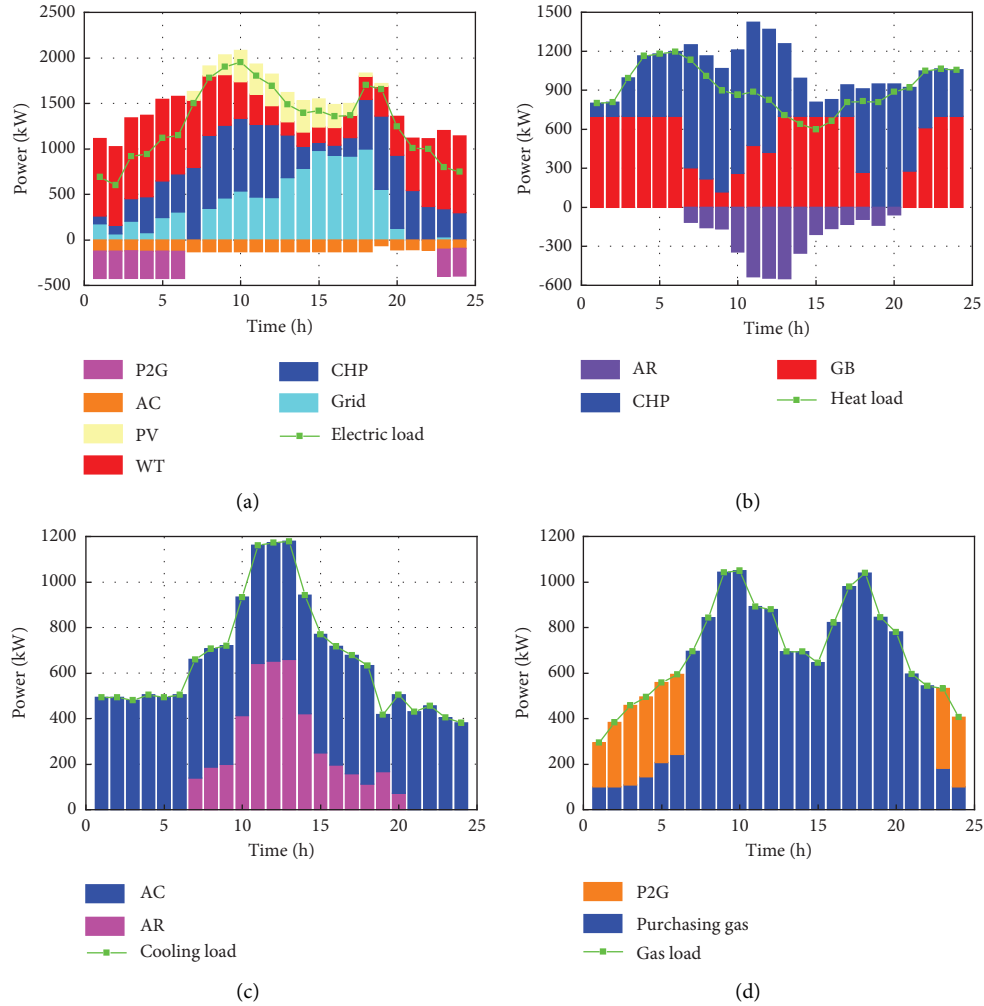 2500
2000
1500
1000
500
0
-500
Power (kW)
0 5 10 15 20 25
Time (h)
P2G
AC
PV
WT
CHP
Grid
Electric load
(a)
1500
1200
900
600
300
0
-300
-600
Power (kW)
0 5 10 15 20 25
Time (h)
AR
CHP
GB
Heat load
(b)
1200
1000
800
600
400
200
0
Power (kW)
0 5 10 15 20 25
Time (h)
AC
AR
Cooling load
(c)
1200
1000
800
600
400
200
0
Power (kW)
0 5 10 15 20 25
Time (h)
P2G
Purchasing gas
Gas load
(d)